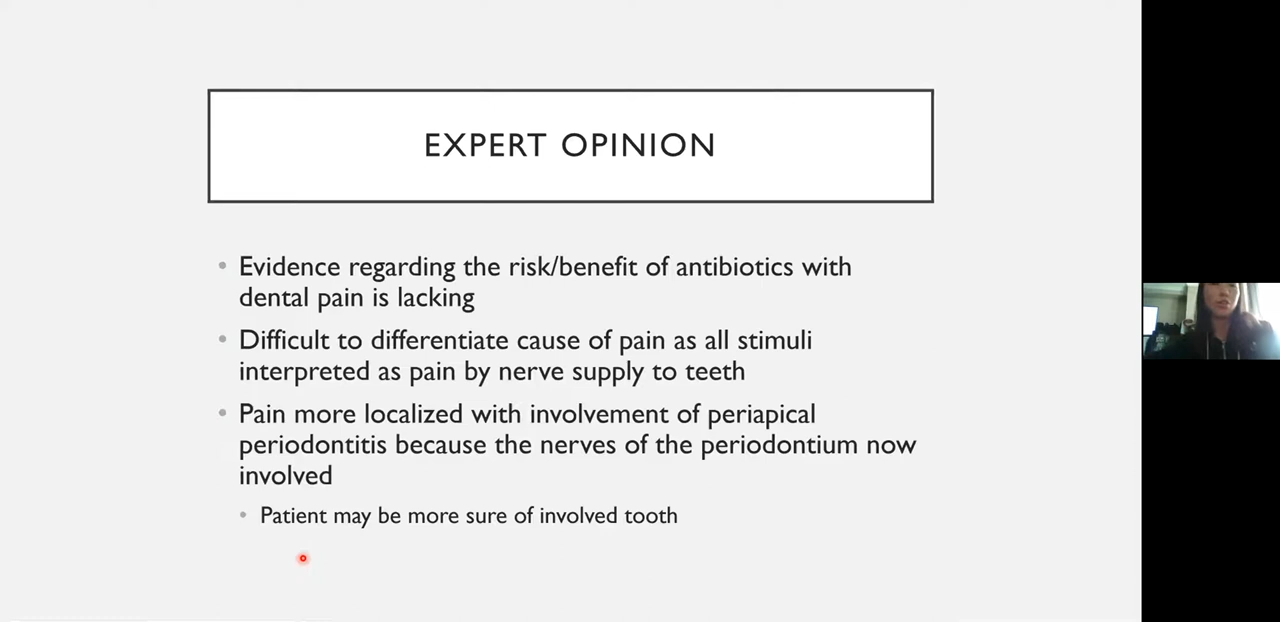 EXPERT OPINION
• Evidence regarding the risk/benefit of antibiotics with
dental pain is lacking
• Difficult to differentiate cause of pain as all stimuli
interpreted as pain by nerve supply to teeth
• Pain more localized with involvement of periapical
periodontitis because the nerves of the periodontium now
involved
• Patient may be more sure of involved tooth